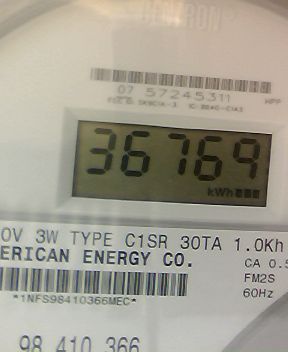 CENTRON
07 57245311
36769
kWh
0V 3W TYPE C1SR 30TA 1.0Kh
ERICAN ENERGY CO.
CA 0.5
FM2S
*1NFS98410366MEC*
60Hz
98 410 366